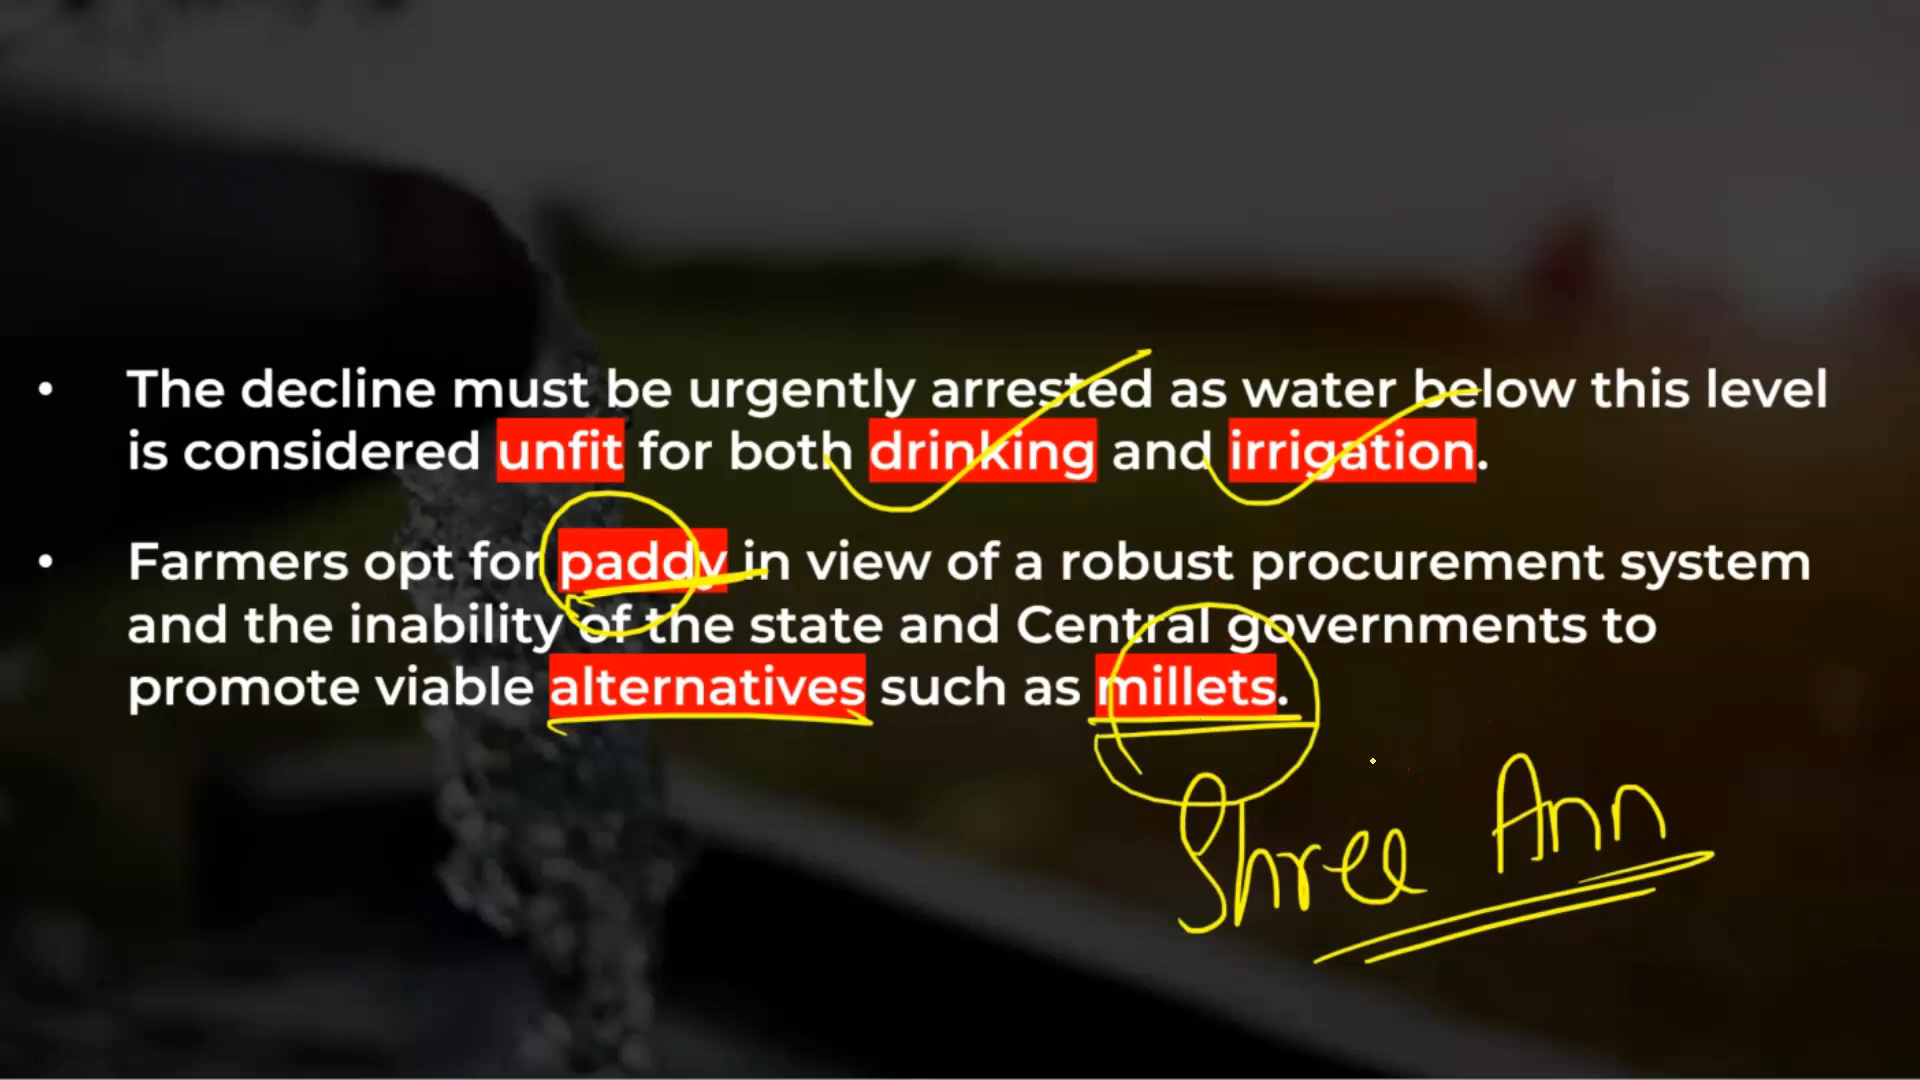 • The decline must be urgently arrested as water below this level
is considered unfit for both drinking and irrigation.
• Farmers opt for paddy in view of a robust procurement system
and the inability of the state and Central governments to
promote viable alternatives such as millets.
Shree Ann